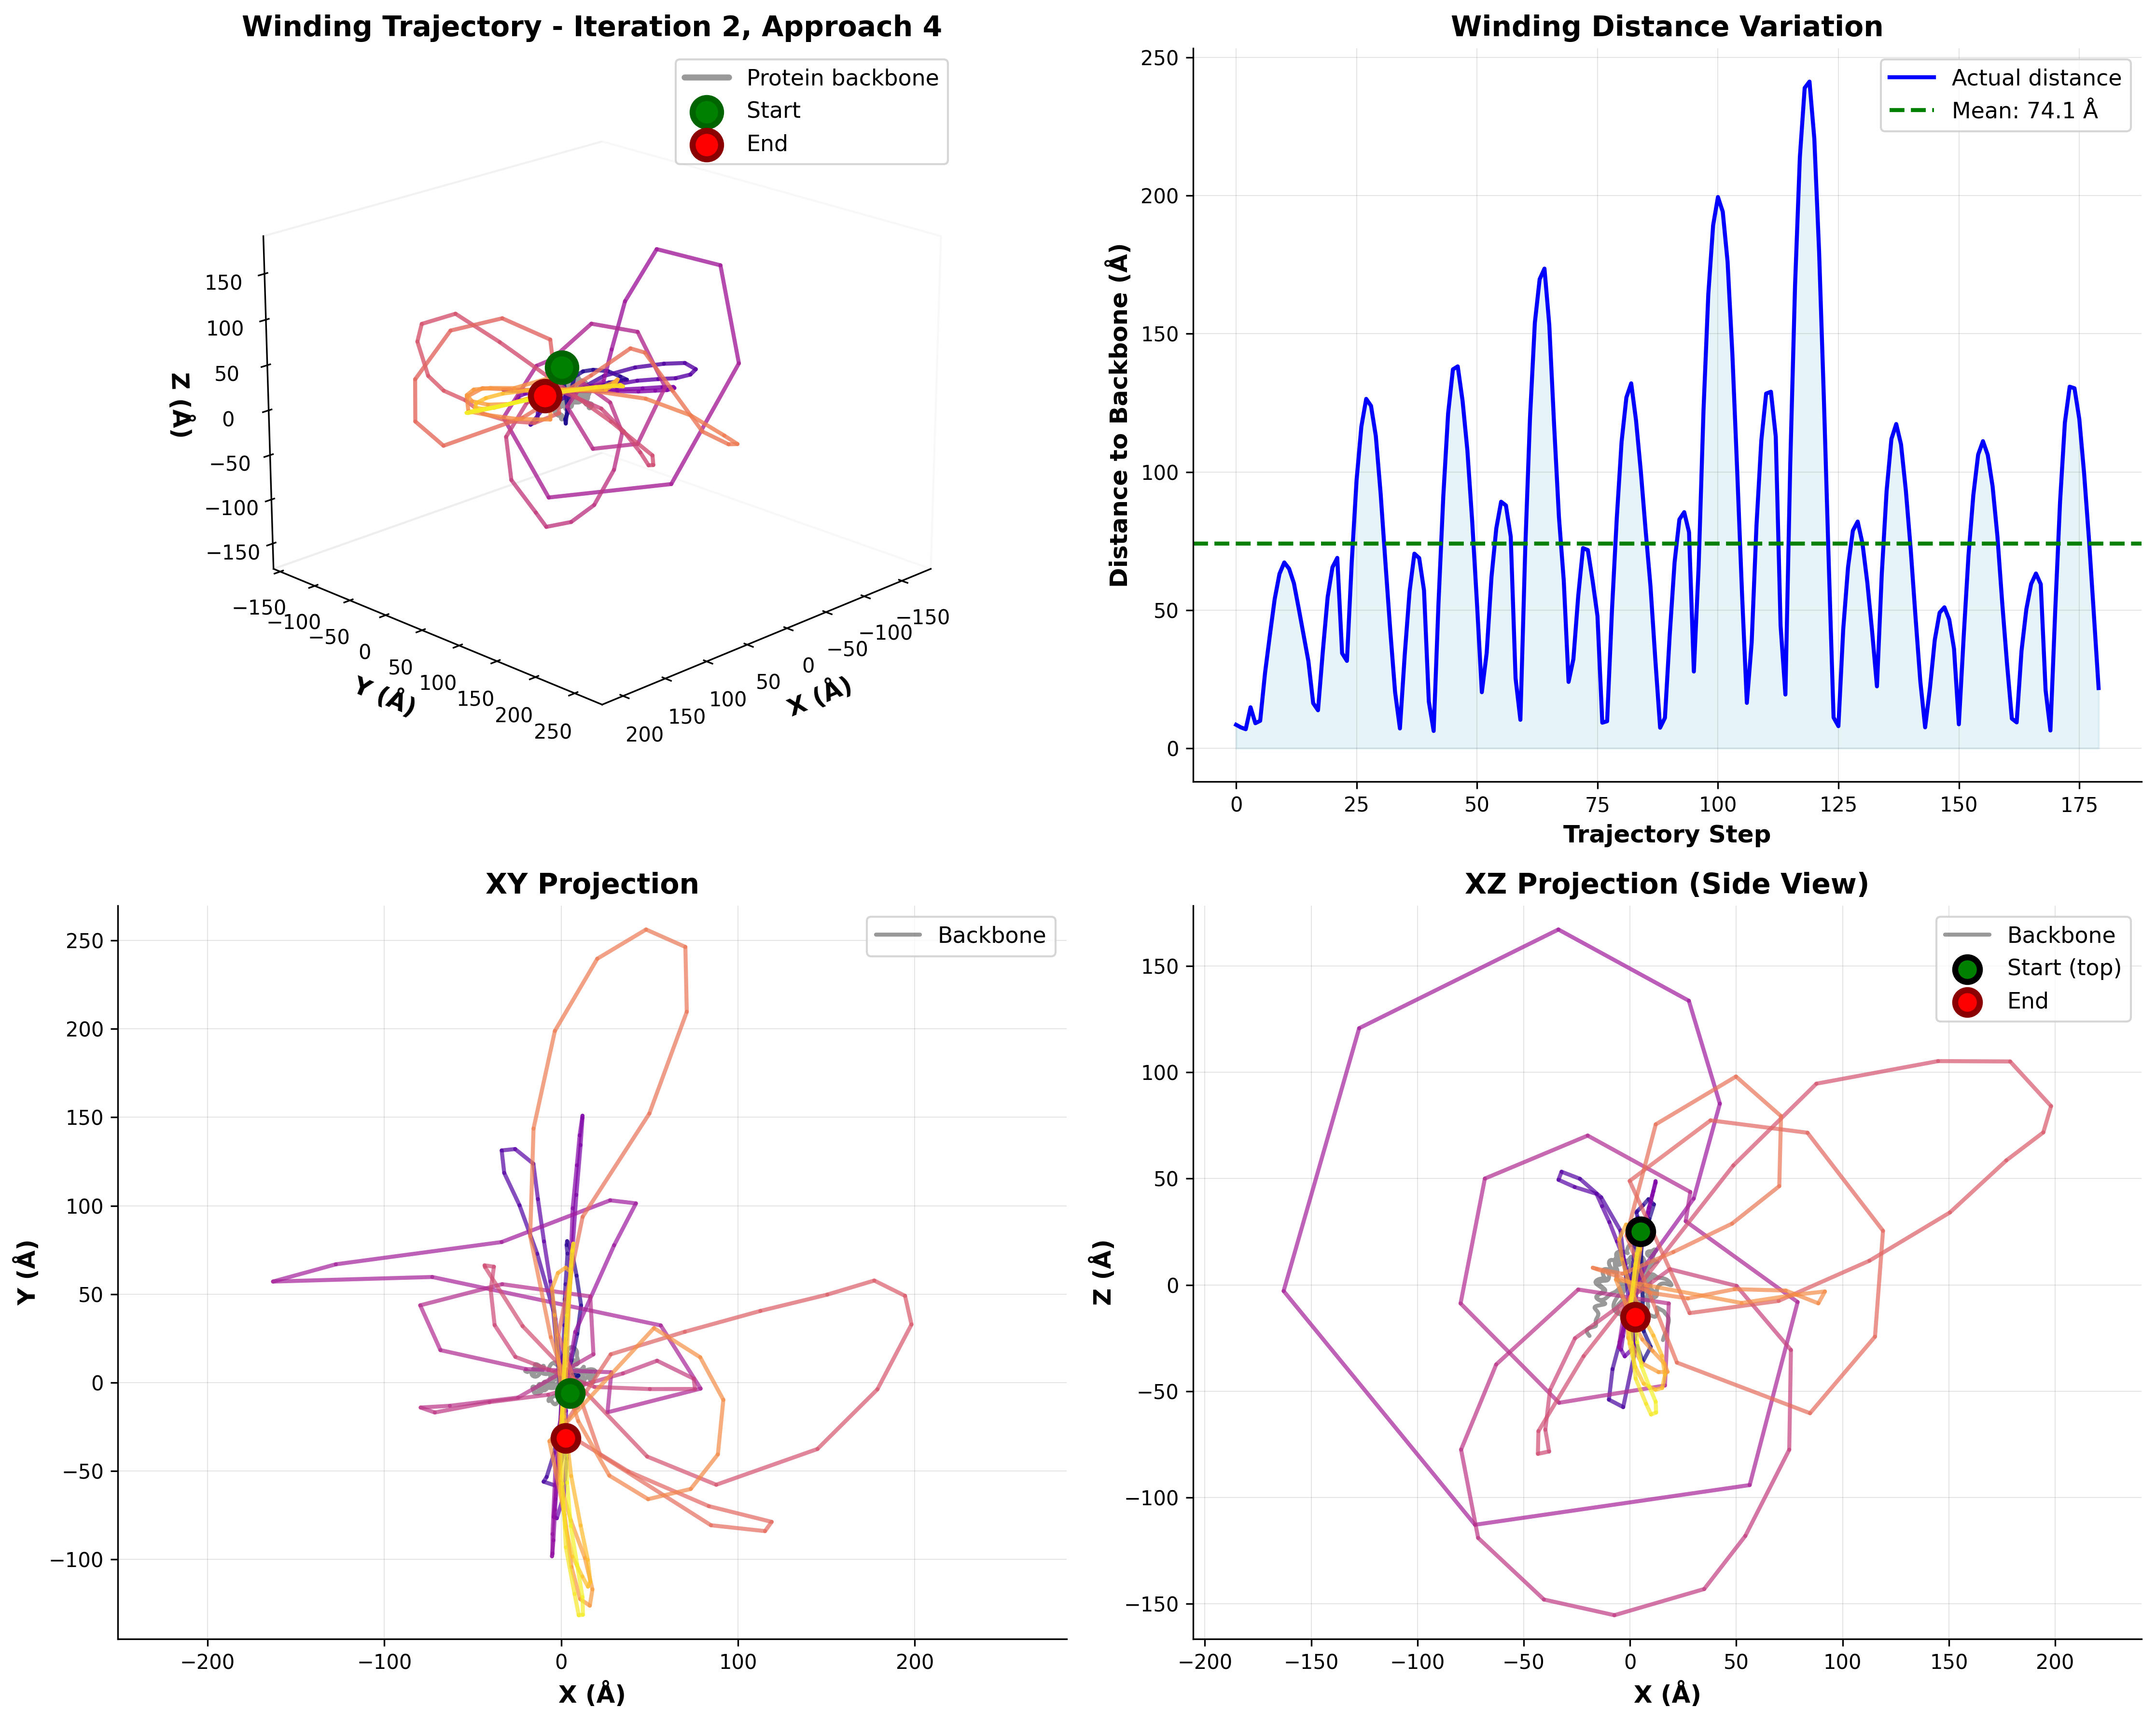 Winding Trajectory - Iteration 2, Approach 4
Protein backbone
Start
End
150
100
50
0
−50
−100
−150
Z (Å)
−150
−100
−50
0
50
100
150
200
250
Y (Å)
200
150
100
50
0
−50
−100
−150
X (Å)
Winding Distance Variation
Actual distance
Mean: 74.1 Å
250
200
150
100
50
0
Distance to Backbone (Å)
0 25 50 75 100 125 150 175
Trajectory Step
XY Projection
Backbone
250
200
150
100
50
0
−50
−100
Y (Å)
−200 −100 0 100 200
X (Å)
XZ Projection (Side View)
Backbone
Start (top)
End
150
100
50
0
−50
−100
−150
Z (Å)
−200 −150 −100 −50 0 50 100 150 200
X (Å)